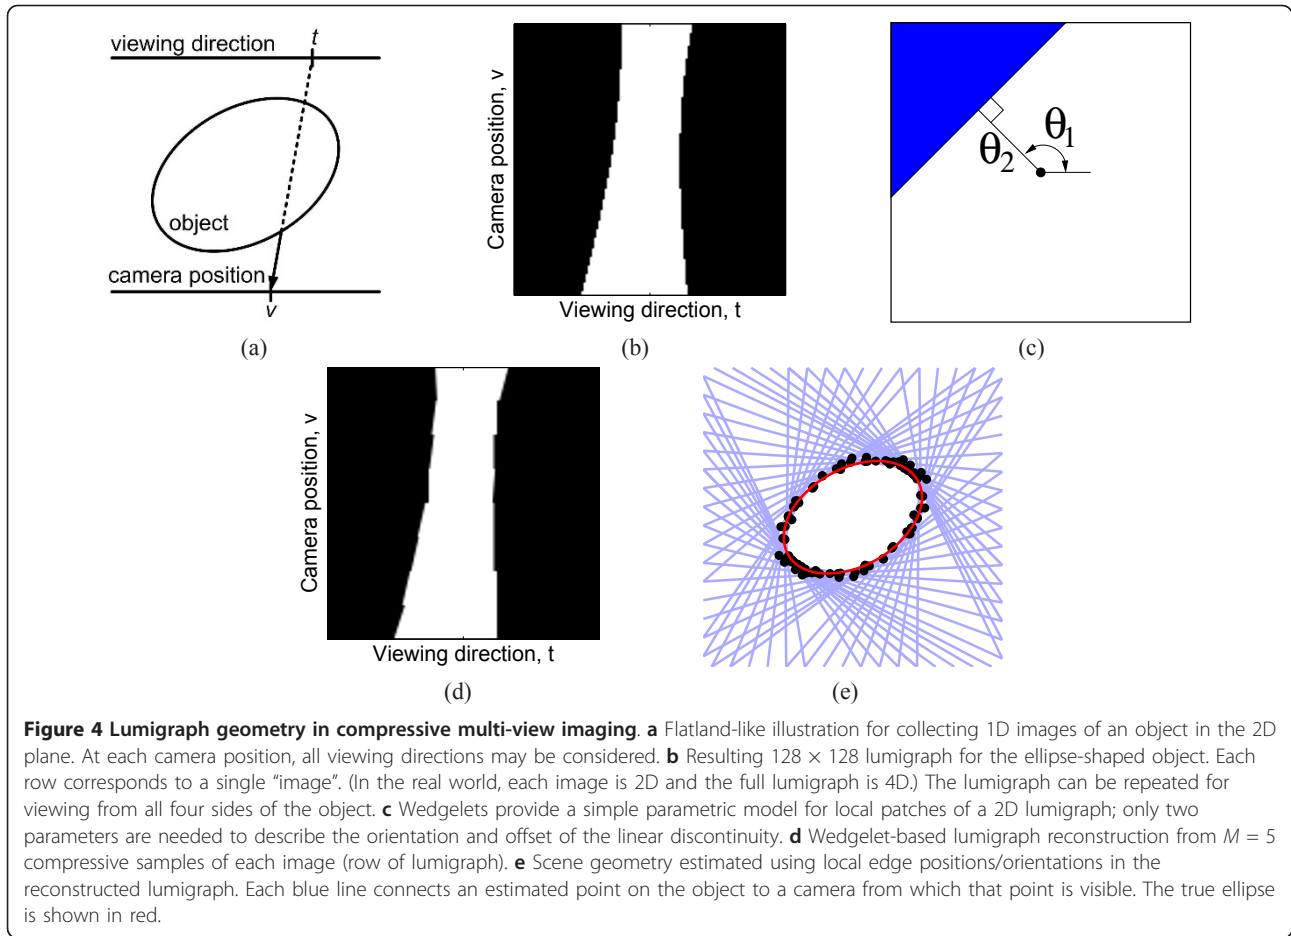 viewing direction
t
object
camera position
v
(a)
Camera position, v
Viewing direction, t
(b)
θ1
θ2
(c)
Camera position, v
Viewing direction, t
(d)
(e)
Figure 4 Lumigraph geometry in compressive multi-view imaging. a Flatland-like illustration for collecting 1D images of an object in the 2D
plane. At each camera position, all viewing directions may be considered. b Resulting 128 × 128 lumigraph for the ellipse-shaped object. Each
row corresponds to a single “image”. (In the real world, each image is 2D and the full lumigraph is 4D.) The lumigraph can be repeated for
viewing from all four sides of the object. c Wedgelets provide a simple parametric model for local patches of a 2D lumigraph; only two
parameters are needed to describe the orientation and offset of the linear discontinuity. d Wedgelet-based lumigraph reconstruction from M = 5
compressive samples of each image (row of lumigraph). e Scene geometry estimated using local edge positions/orientations in the
reconstructed lumigraph. Each blue line connects an estimated point on the object to a camera from which that point is visible. The true ellipse
is shown in red.